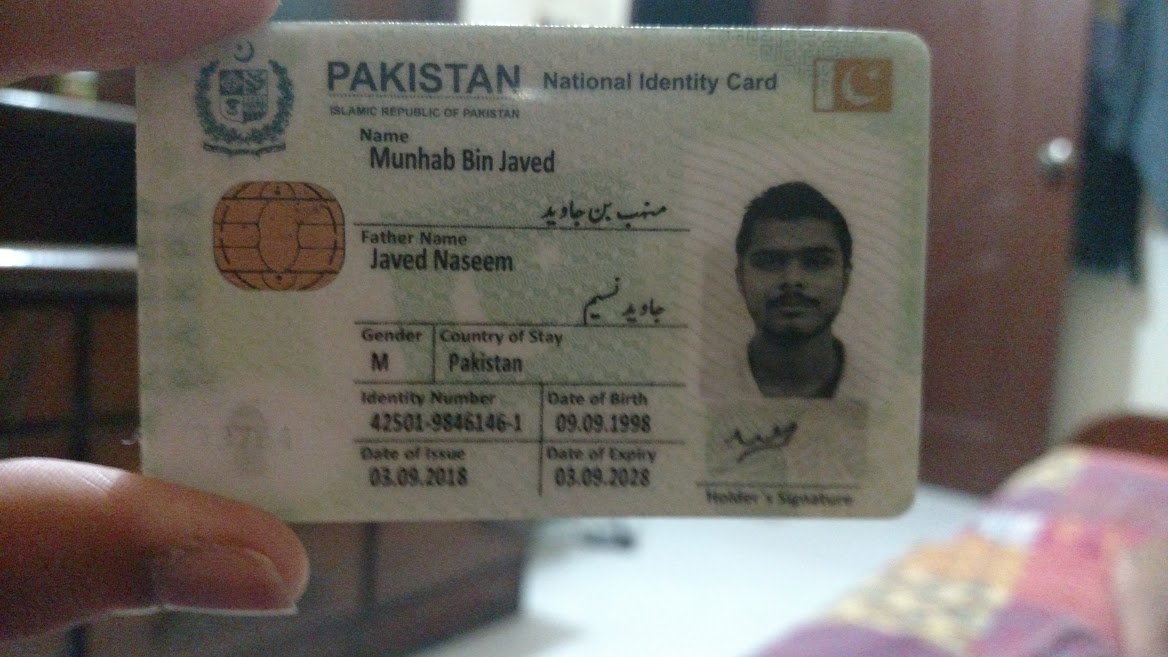 PAKISTAN National Identity Card
ISLAMIC REPUBLIC OF PAKISTAN
Name
Munhab Bin Javed
منہب بن جاوید
Father Name
Javed Naseem
جاوید نسیم
Gender Country of Stay
M Pakistan
Identity Number Date of Birth
42501-9846146-1 09.09.1998
Date of Issue Date of Expiry
03.09.2018 03.09.2028
Holder's Signature